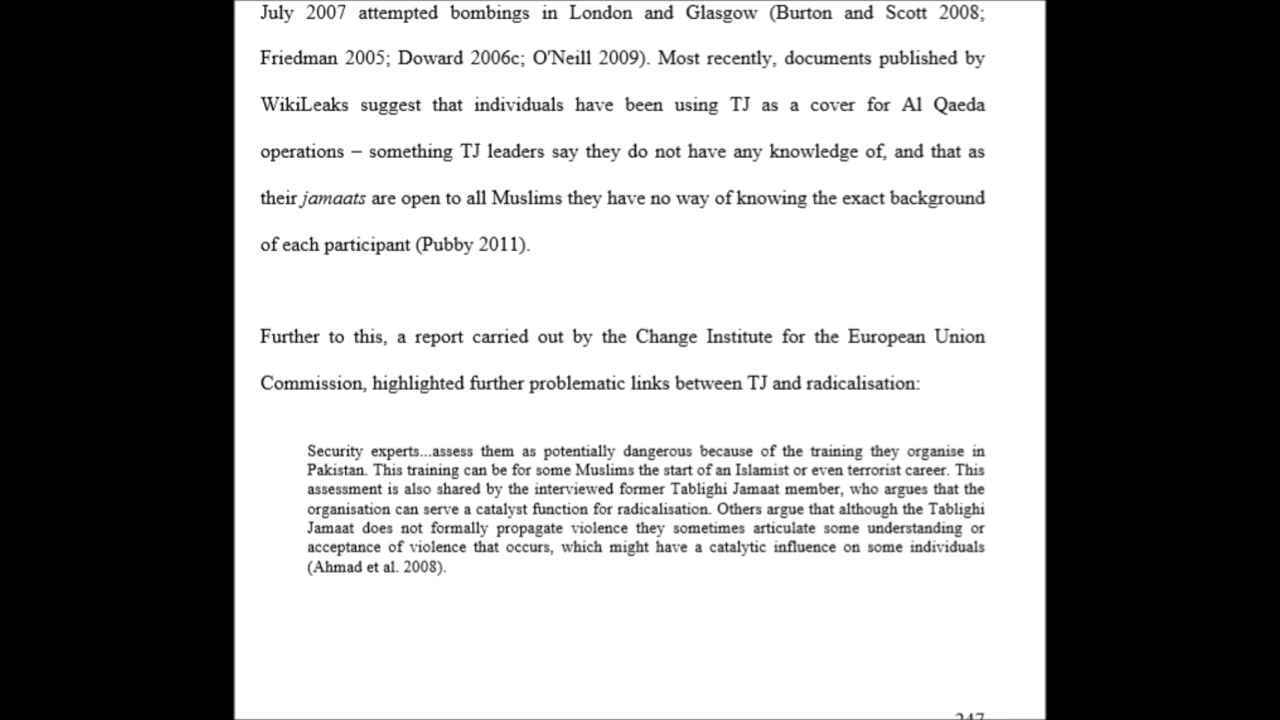 July 2007 attempted bombings in London and Glasgow (Burton and Scott 2008;
Friedman 2005; Doward 2006c; O'Neill 2009). Most recently, documents published by
WikiLeaks suggest that individuals have been using TJ as a cover for Al Qaeda
operations – something TJ leaders say they do not have any knowledge of, and that as
their jamaats are open to all Muslims they have no way of knowing the exact background
of each participant (Pubby 2011).
Further to this, a report carried out by the Change Institute for the European Union
Commission, highlighted further problematic links between TJ and radicalisation:
Security experts...assess them as potentially dangerous because of the training they organise in
Pakistan. This training can be for some Muslims the start of an Islamist or even terrorist career. This
assessment is also shared by the interviewed former Tablighi Jamaat member, who argues that the
organisation can serve a catalyst function for radicalisation. Others argue that although the Tablighi
Jamaat does not formally propagate violence they sometimes articulate some understanding or
acceptance of violence that occurs, which might have a catalytic influence on some individuals
(Ahmad et al. 2008).
247